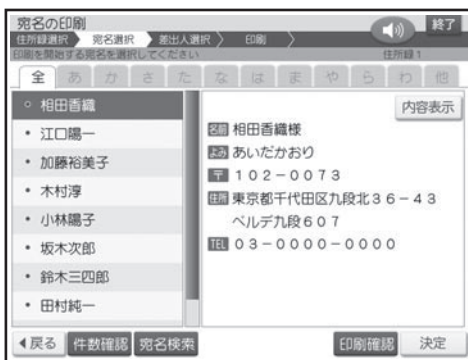 宛名の印刷
終了
住所録選択 宛名選択 差出人選択 印刷
印刷を開始する宛名を選択してください 住所録1
全 あ か さ た な は ま や ら わ 他
相田香織
江口陽一
加藤裕美子
木村淳
小林陽子
坂木次郎
鈴木三四郎
田村純一
内容表示
名前 相田香織様
よみ あいだかおり
〒 102-0073
住所 東京都千代田区九段北36-43
ベルデ九段607
TEL 03-0000-0000
戻る 件数確認 宛名検索 印刷確認 決定